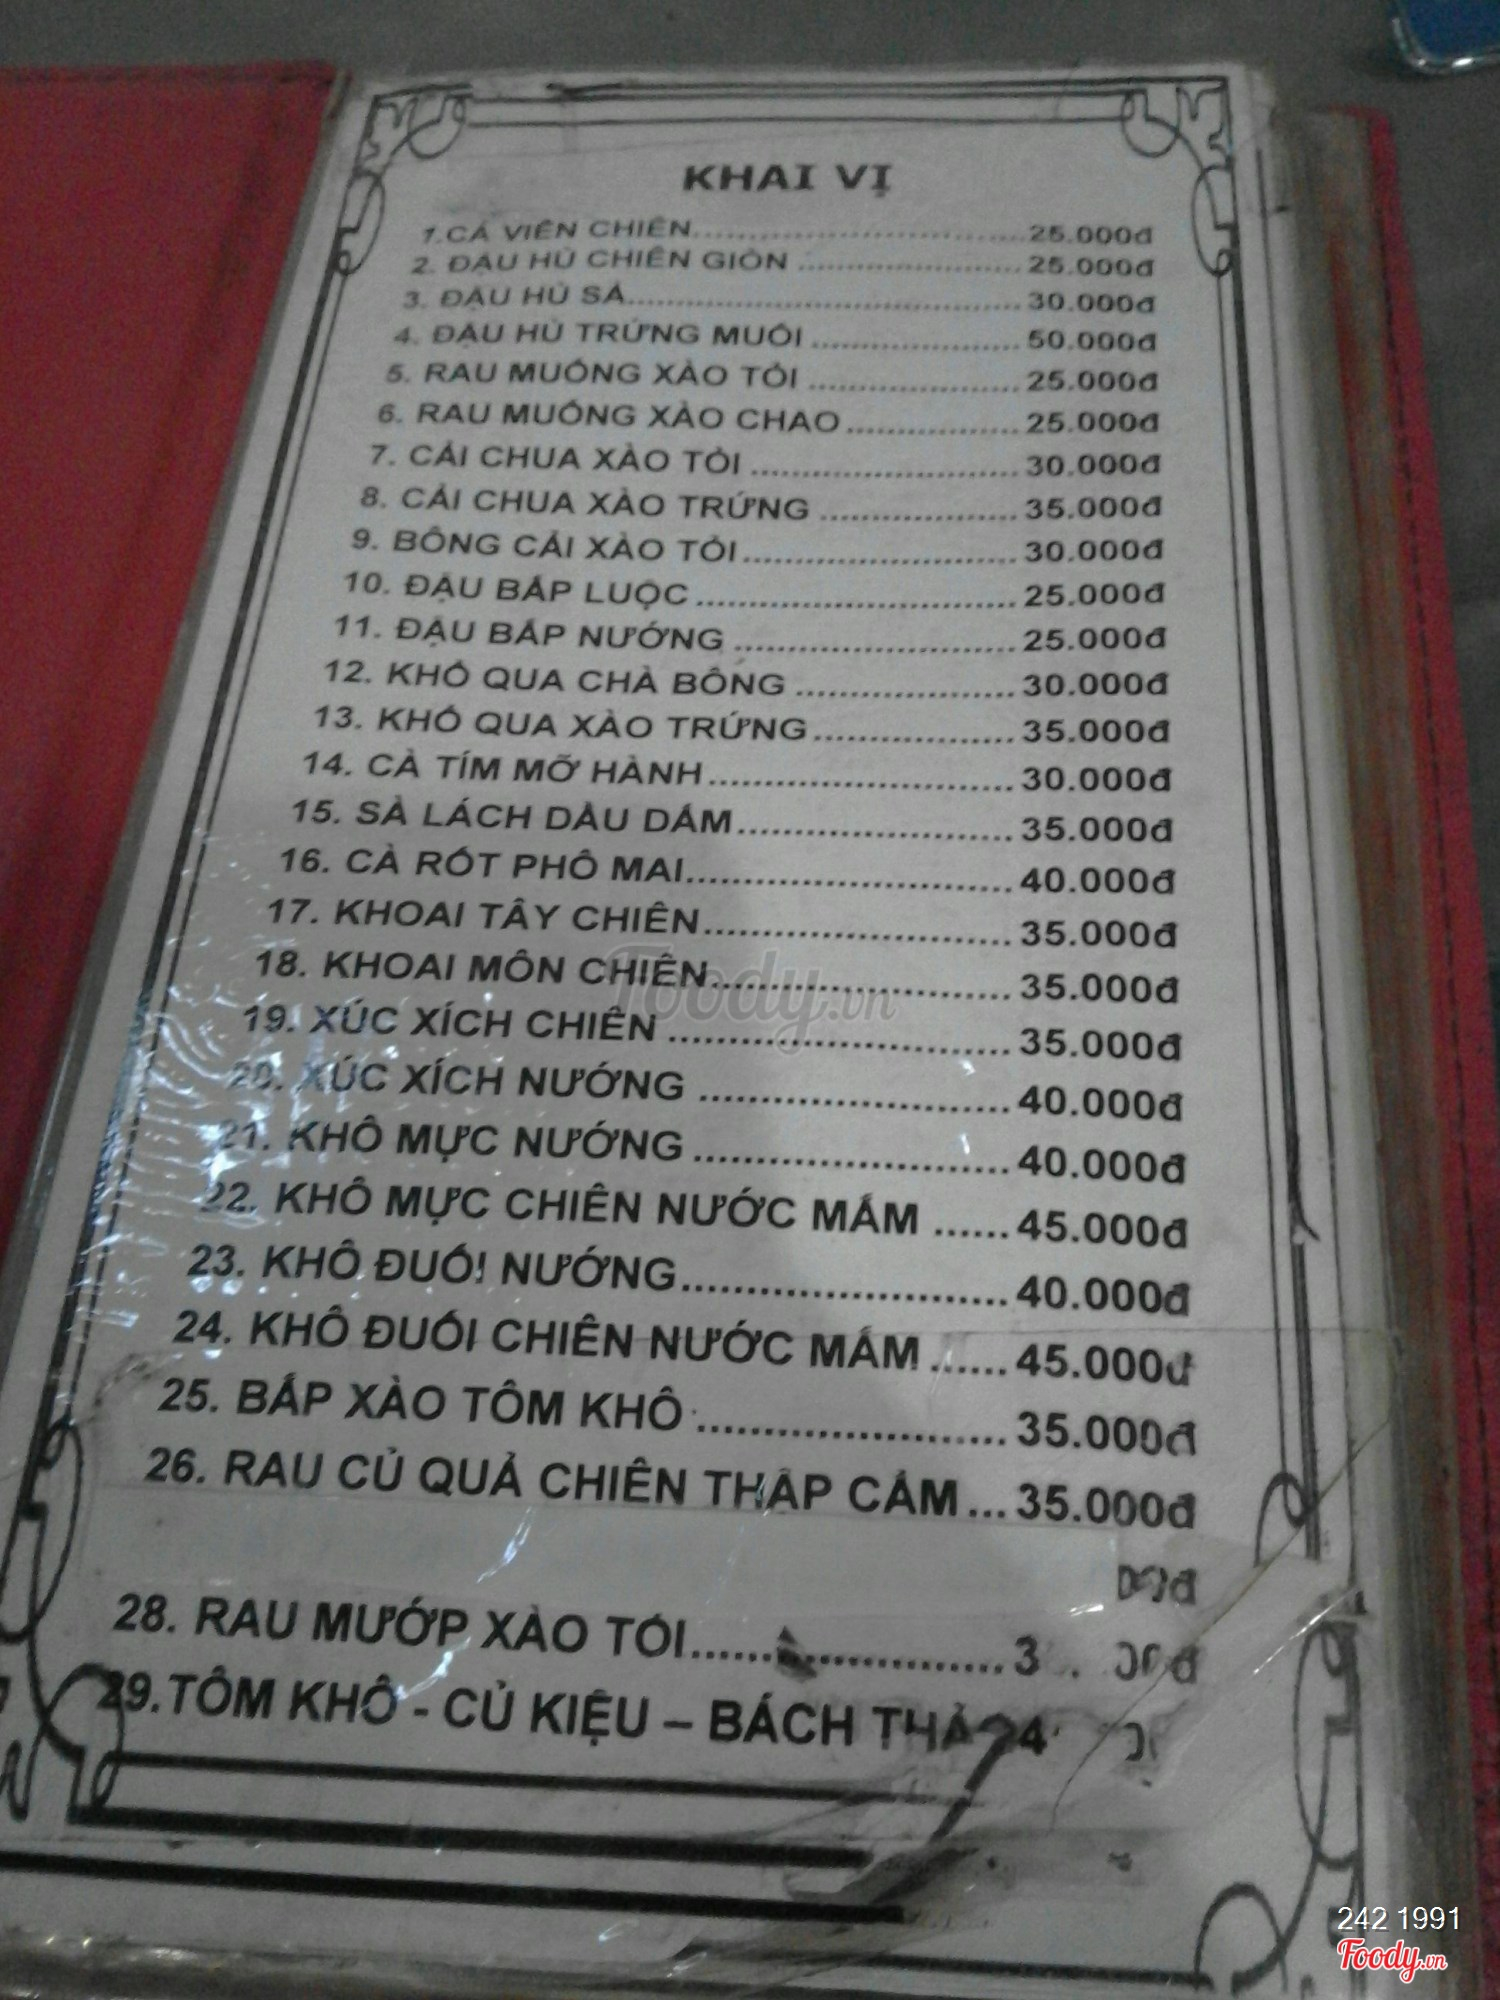 KHAI VỊ
1.CÁ VIÊN CHIÊN..................................25.000đ
2. ĐẬU HỦ CHIÊN GIÒN ......................25.000đ
3. ĐẬU HỦ SẢ.......................................30.000đ
4. ĐẬU HỦ TRỨNG MUỐI .....................50.000đ
5. RAU MUỐNG XÀO TỎI ......................25.000đ
6. RAU MUỐNG XÀO CHAO..................25.000đ
7. CẢI CHUA XÀO TỎI ...........................30.000đ
8. CẢI CHUA XÀO TRỨNG ....................35.000đ
9. BÔNG CẢI XÀO TỎI............................30.000đ
10. ĐẬU BẮP LUỘC................................25.000đ
11. ĐẬU BẮP NƯỚNG ............................25.000đ
12. KHỔ QUA CHÀ BÔNG ......................30.000đ
13. KHỔ QUA XÀO TRỨNG....................35.000đ
14. CÀ TÍM MỠ HÀNH..............................30.000đ
15. SÀ LÁCH DẦU DẤM...........................35.000đ
16. CÀ RỐT PHÔ MAI...............................40.000đ
17. KHOAI TÂY CHIÊN.............................35.000đ
18. KHOAI MÔN CHIÊN............................35.000đ
19. XÚC XÍCH CHIÊN ...............................35.000đ
20. XÚC XÍCH NƯỚNG ............................40.000đ
21. KHÔ MỰC NƯỚNG ............................40.000đ
22. KHÔ MỰC CHIÊN NƯỚC MẮM ......45.000đ
23. KHÔ ĐUỐI NƯỚNG............................40.000đ
24. KHÔ ĐUỐI CHIÊN NƯỚC MẮM ......45.000đ
25. BẮP XÀO TÔM KHÔ ..........................35.000đ
26. RAU CỦ QUẢ CHIÊN THẬP CẨM ...35.000đ
28. RAU MƯỚP XÀO TỎI.........................
29.TÔM KHÔ - CỦ KIỆU – BÁCH THẢO
Foody.vn
242 1991
Foody.vn